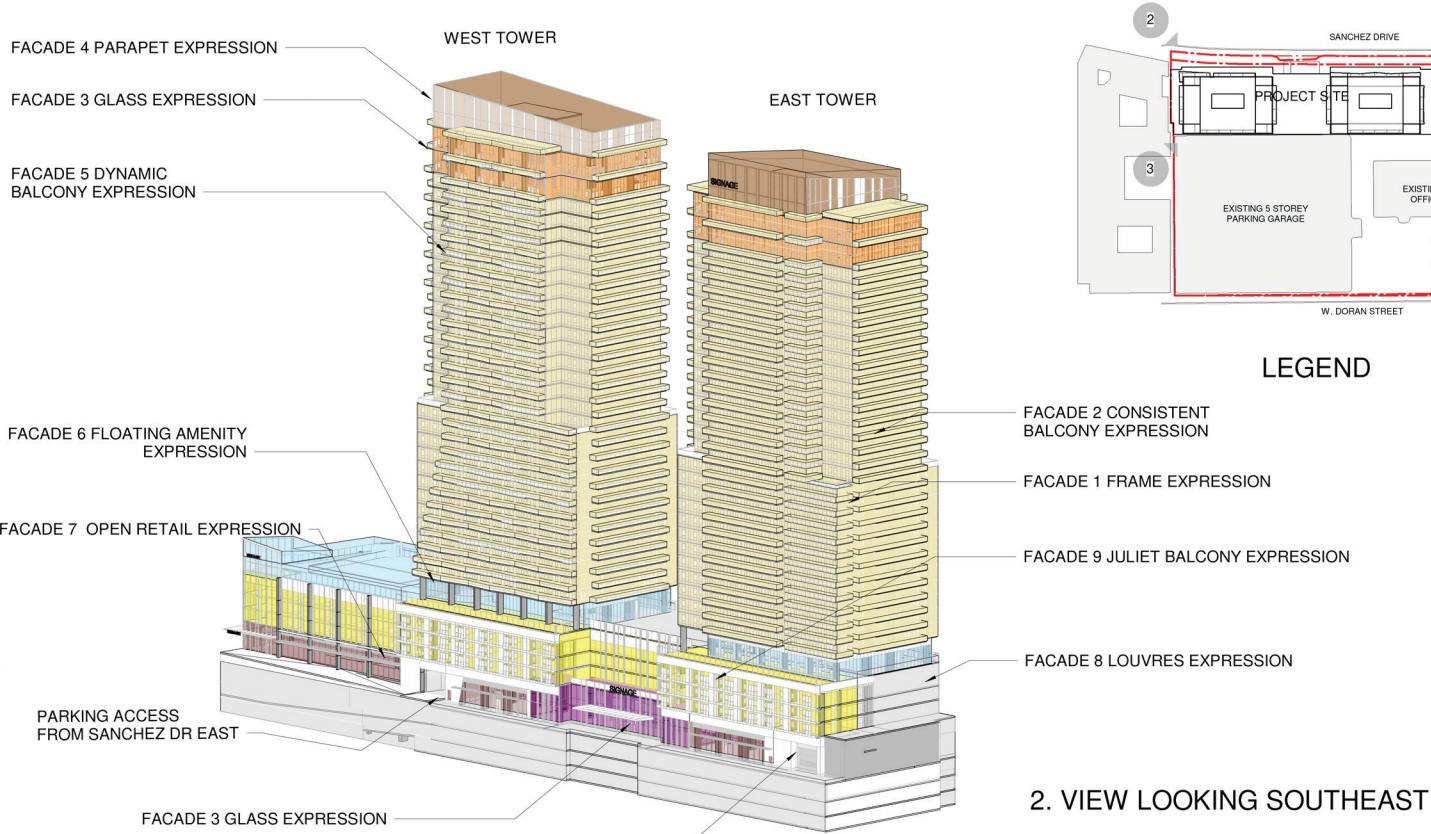 WEST TOWER
EAST TOWER
FACADE 4 PARAPET EXPRESSION
FACADE 3 GLASS EXPRESSION
FACADE 5 DYNAMIC
BALCONY EXPRESSION
FACADE 6 FLOATING AMENITY
EXPRESSION
FACADE 7 OPEN RETAIL EXPRESSION
PARKING ACCESS
FROM SANCHEZ DR EAST
FACADE 3 GLASS EXPRESSION
SIGNAGE
SIGNAGE
FACADE 2 CONSISTENT
BALCONY EXPRESSION
FACADE 1 FRAME EXPRESSION
FACADE 9 JULIET BALCONY EXPRESSION
FACADE 8 LOUVRES EXPRESSION
2
SANCHEZ DRIVE
PROJECT SITE
3
EXISTING 5 STOREY
PARKING GARAGE
W. DORAN STREET
LEGEND
2. VIEW LOOKING SOUTHEAST